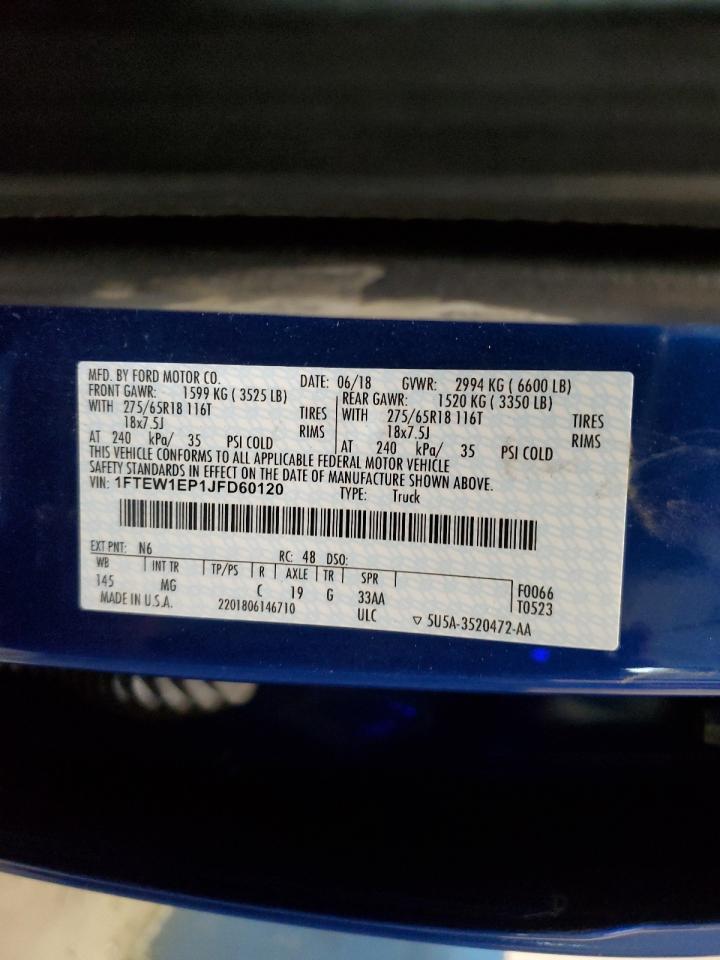 MFD. BY FORD MOTOR CO. DATE: 06/18 GVWR: 2994 KG ( 6600 LB)
FRONT GAWR: 1599 KG ( 3525 LB) REAR GAWR: 1520 KG ( 3350 LB)
WITH 275/65R18 116T TIRES WITH 275/65R18 116T TIRES
18x7.5J RIMS 18x7.5J RIMS
AT 240 kPa/ 35 PSI COLD AT 240 kPa/ 35 PSI COLD
THIS VEHICLE CONFORMS TO ALL APPLICABLE FEDERAL MOTOR VEHICLE
SAFETY STANDARDS IN EFFECT ON THE DATE OF MANUFACTURE SHOWN ABOVE.
VIN: 1FTEW1EP1JFD60120 TYPE: Truck
EXT PNT: N6 RC: 48 DSO:
WB INT TR TP/PS R AXLE TR SPR F0066
145 MG C 19 G 33AA T0523
MADE IN U.S.A. 2201806146710 ULC ▽ 5U5A-3520472-AA